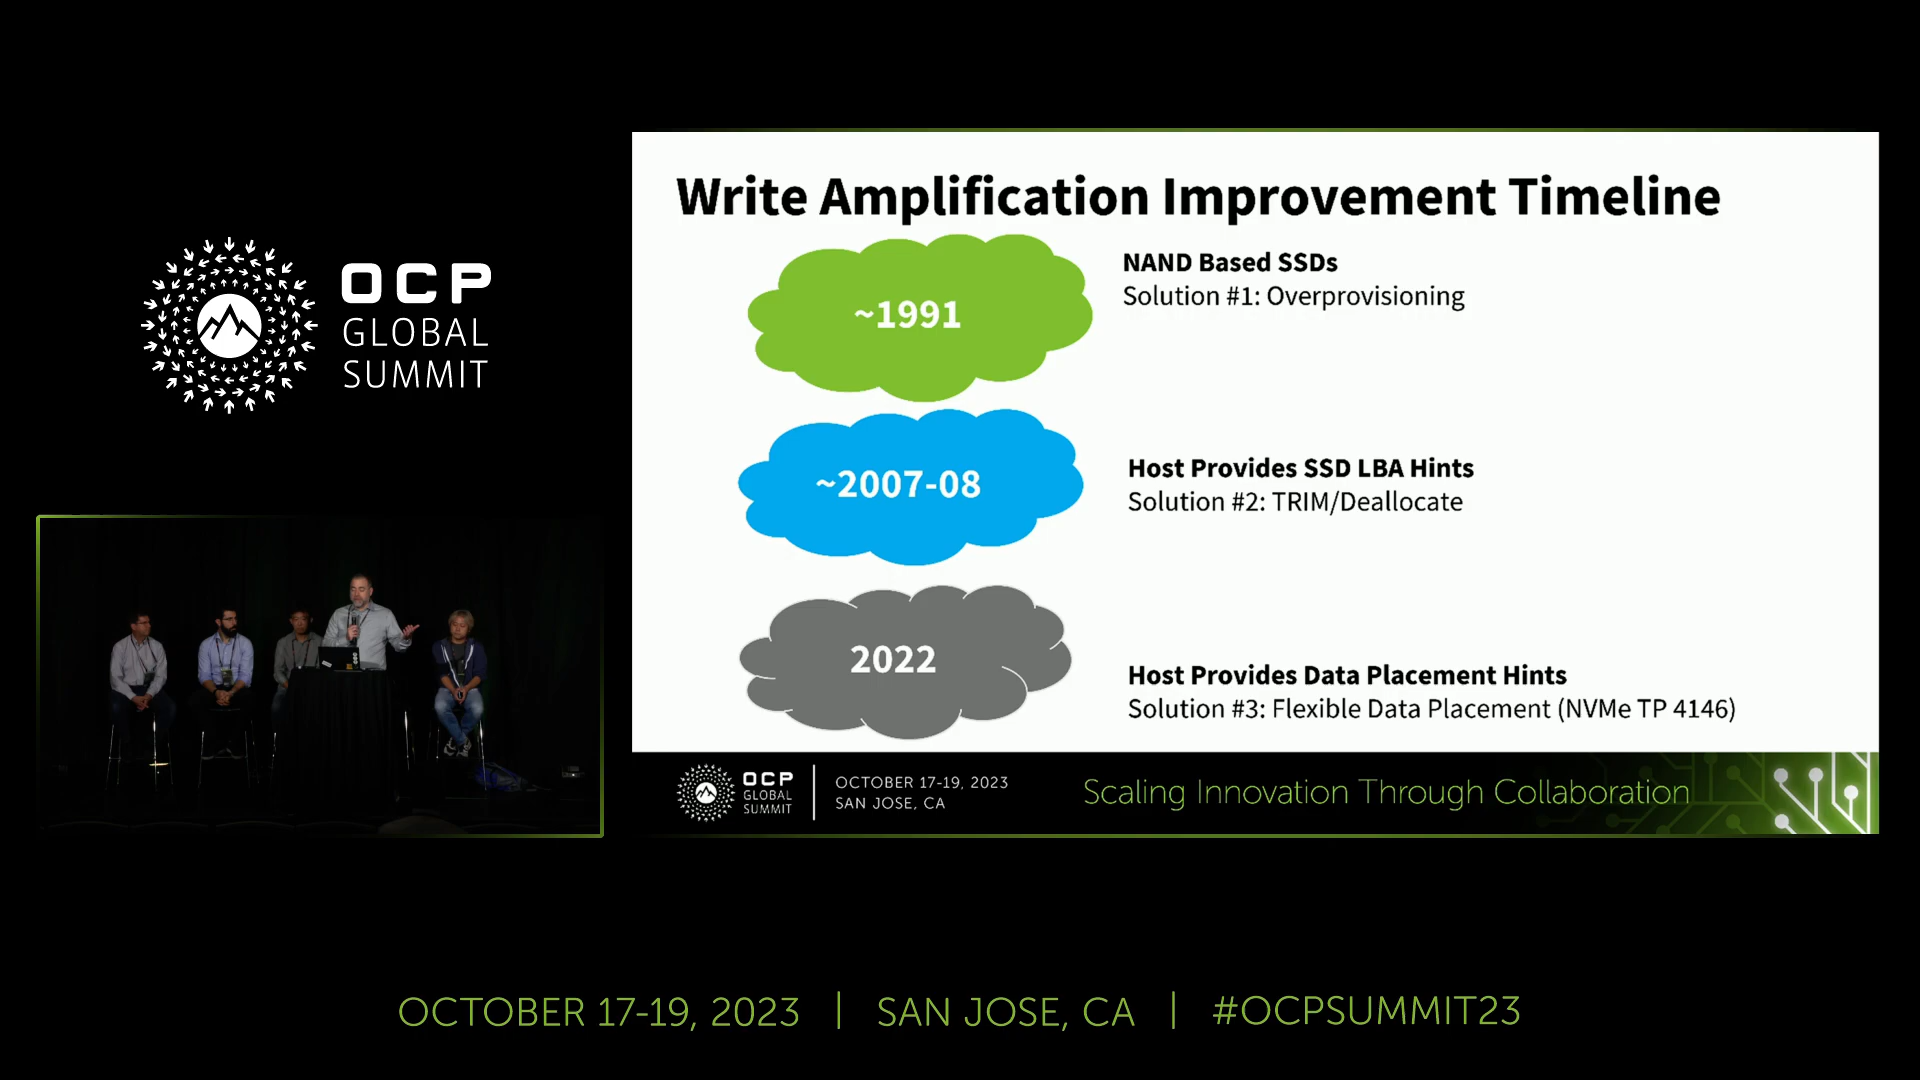 OCP
GLOBAL
SUMMIT
Write Amplification Improvement Timeline
~1991
NAND Based SSDs
Solution #1: Overprovisioning
~2007-08
Host Provides SSD LBA Hints
Solution #2: TRIM/Deallocate
2022
Host Provides Data Placement Hints
Solution #3: Flexible Data Placement (NVMe TP 4146)
OCP
GLOBAL
SUMMIT
OCTOBER 17-19, 2023
SAN JOSE, CA
Scaling Innovation Through Collaboration
OCTOBER 17-19, 2023 | SAN JOSE, CA | #OCPSUMMIT23